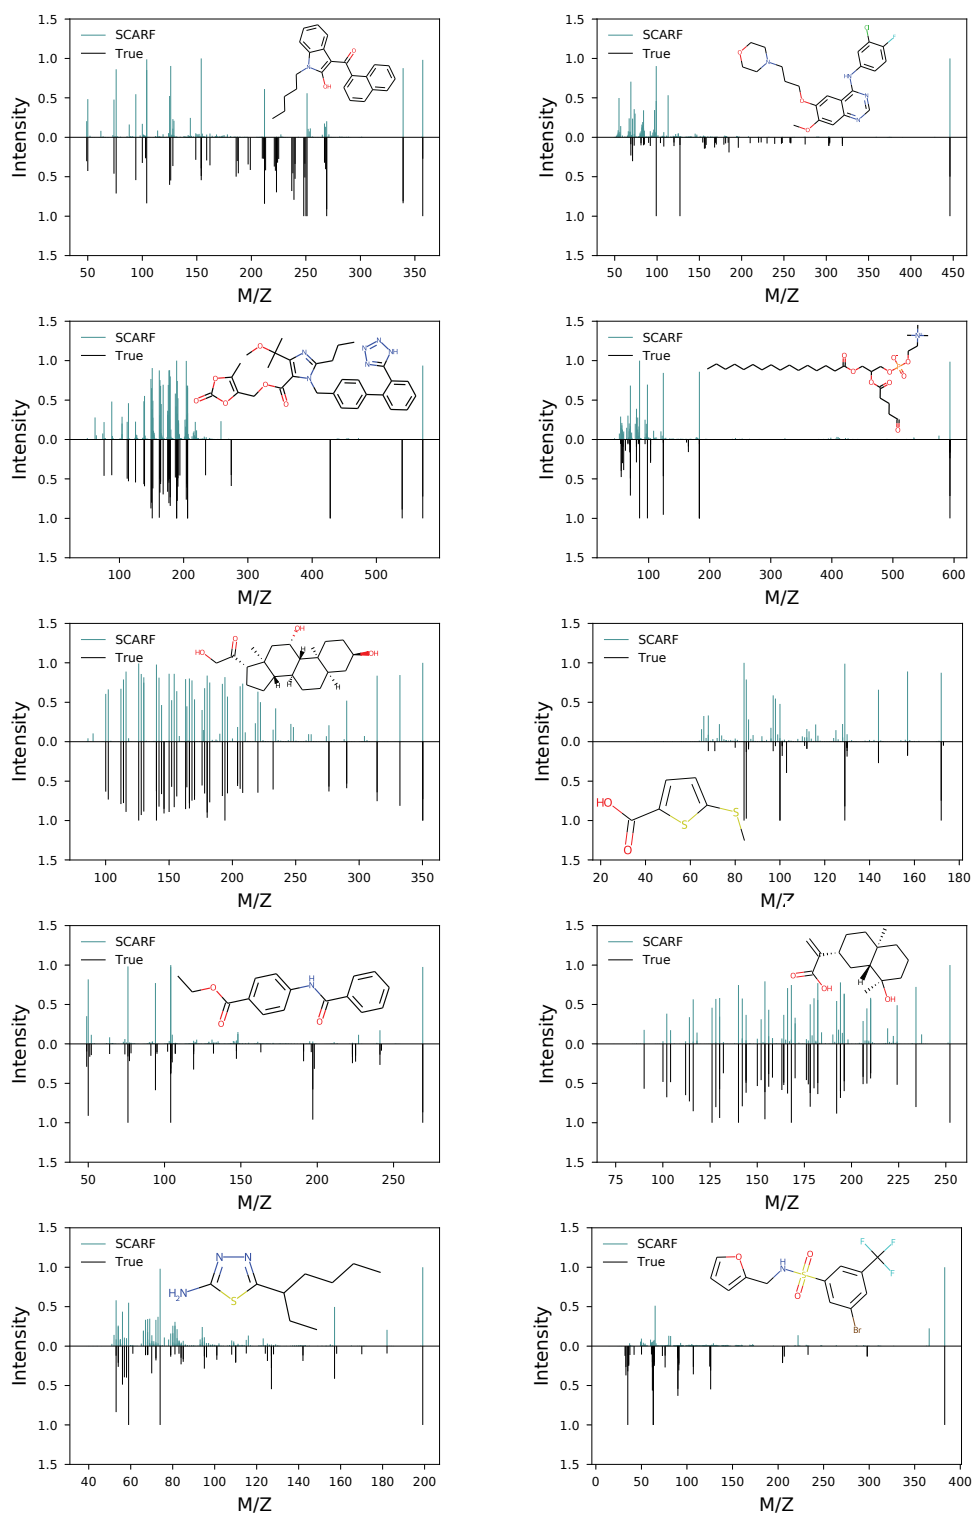 1.5
1.0
0.5
0.0
0.5
1.0
1.5
Intensity
SCARF
True
O
N
OH
50 100 150 200 250 300 350
M/Z
1.5
1.0
0.5
0.0
0.5
1.0
1.5
Intensity
SCARF
True
Cl
F
HN
O
N
O
N
N
O
50 100 150 200 250 300 350 400 450
M/Z
1.5
1.0
0.5
0.0
0.5
1.0
1.5
Intensity
SCARF
True
O
N
N
N
N
N
NH
O
O
O
O
O
100 200 300 400 500
M/Z
1.5
1.0
0.5
0.0
0.5
1.0
1.5
Intensity
SCARF
True
N+
O
O-
O
O
P
O
O
O
O
100 200 300 400 500 600
M/Z
1.5
1.0
0.5
0.0
0.5
1.0
1.5
Intensity
SCARF
True
OH
O
HO
H
OH
H
H
H
100 150 200 250 300 350
M/Z
1.5
1.0
0.5
0.0
0.5
1.0
1.5
Intensity
SCARF
True
HO
S
S
O
20 40 60 80 100 120 140 160 180
M/Z
1.5
1.0
0.5
0.0
0.5
1.0
1.5
Intensity
SCARF
True
O
O
H
N
O
50 100 150 200 250
M/Z
1.5
1.0
0.5
0.0
0.5
1.0
1.5
Intensity
SCARF
True
O
OH
H
OH
75 100 125 150 175 200 225 250
M/Z
1.5
1.0
0.5
0.0
0.5
1.0
1.5
Intensity
SCARF
True
N N
H2N
S
40 60 80 100 120 140 160 180 200
M/Z
1.5
1.0
0.5
0.0
0.5
1.0
1.5
Intensity
SCARF
True
O
H
N
O
S
O
F
F
F
Br
0 50 100 150 200 250 300 350 400
M/Z